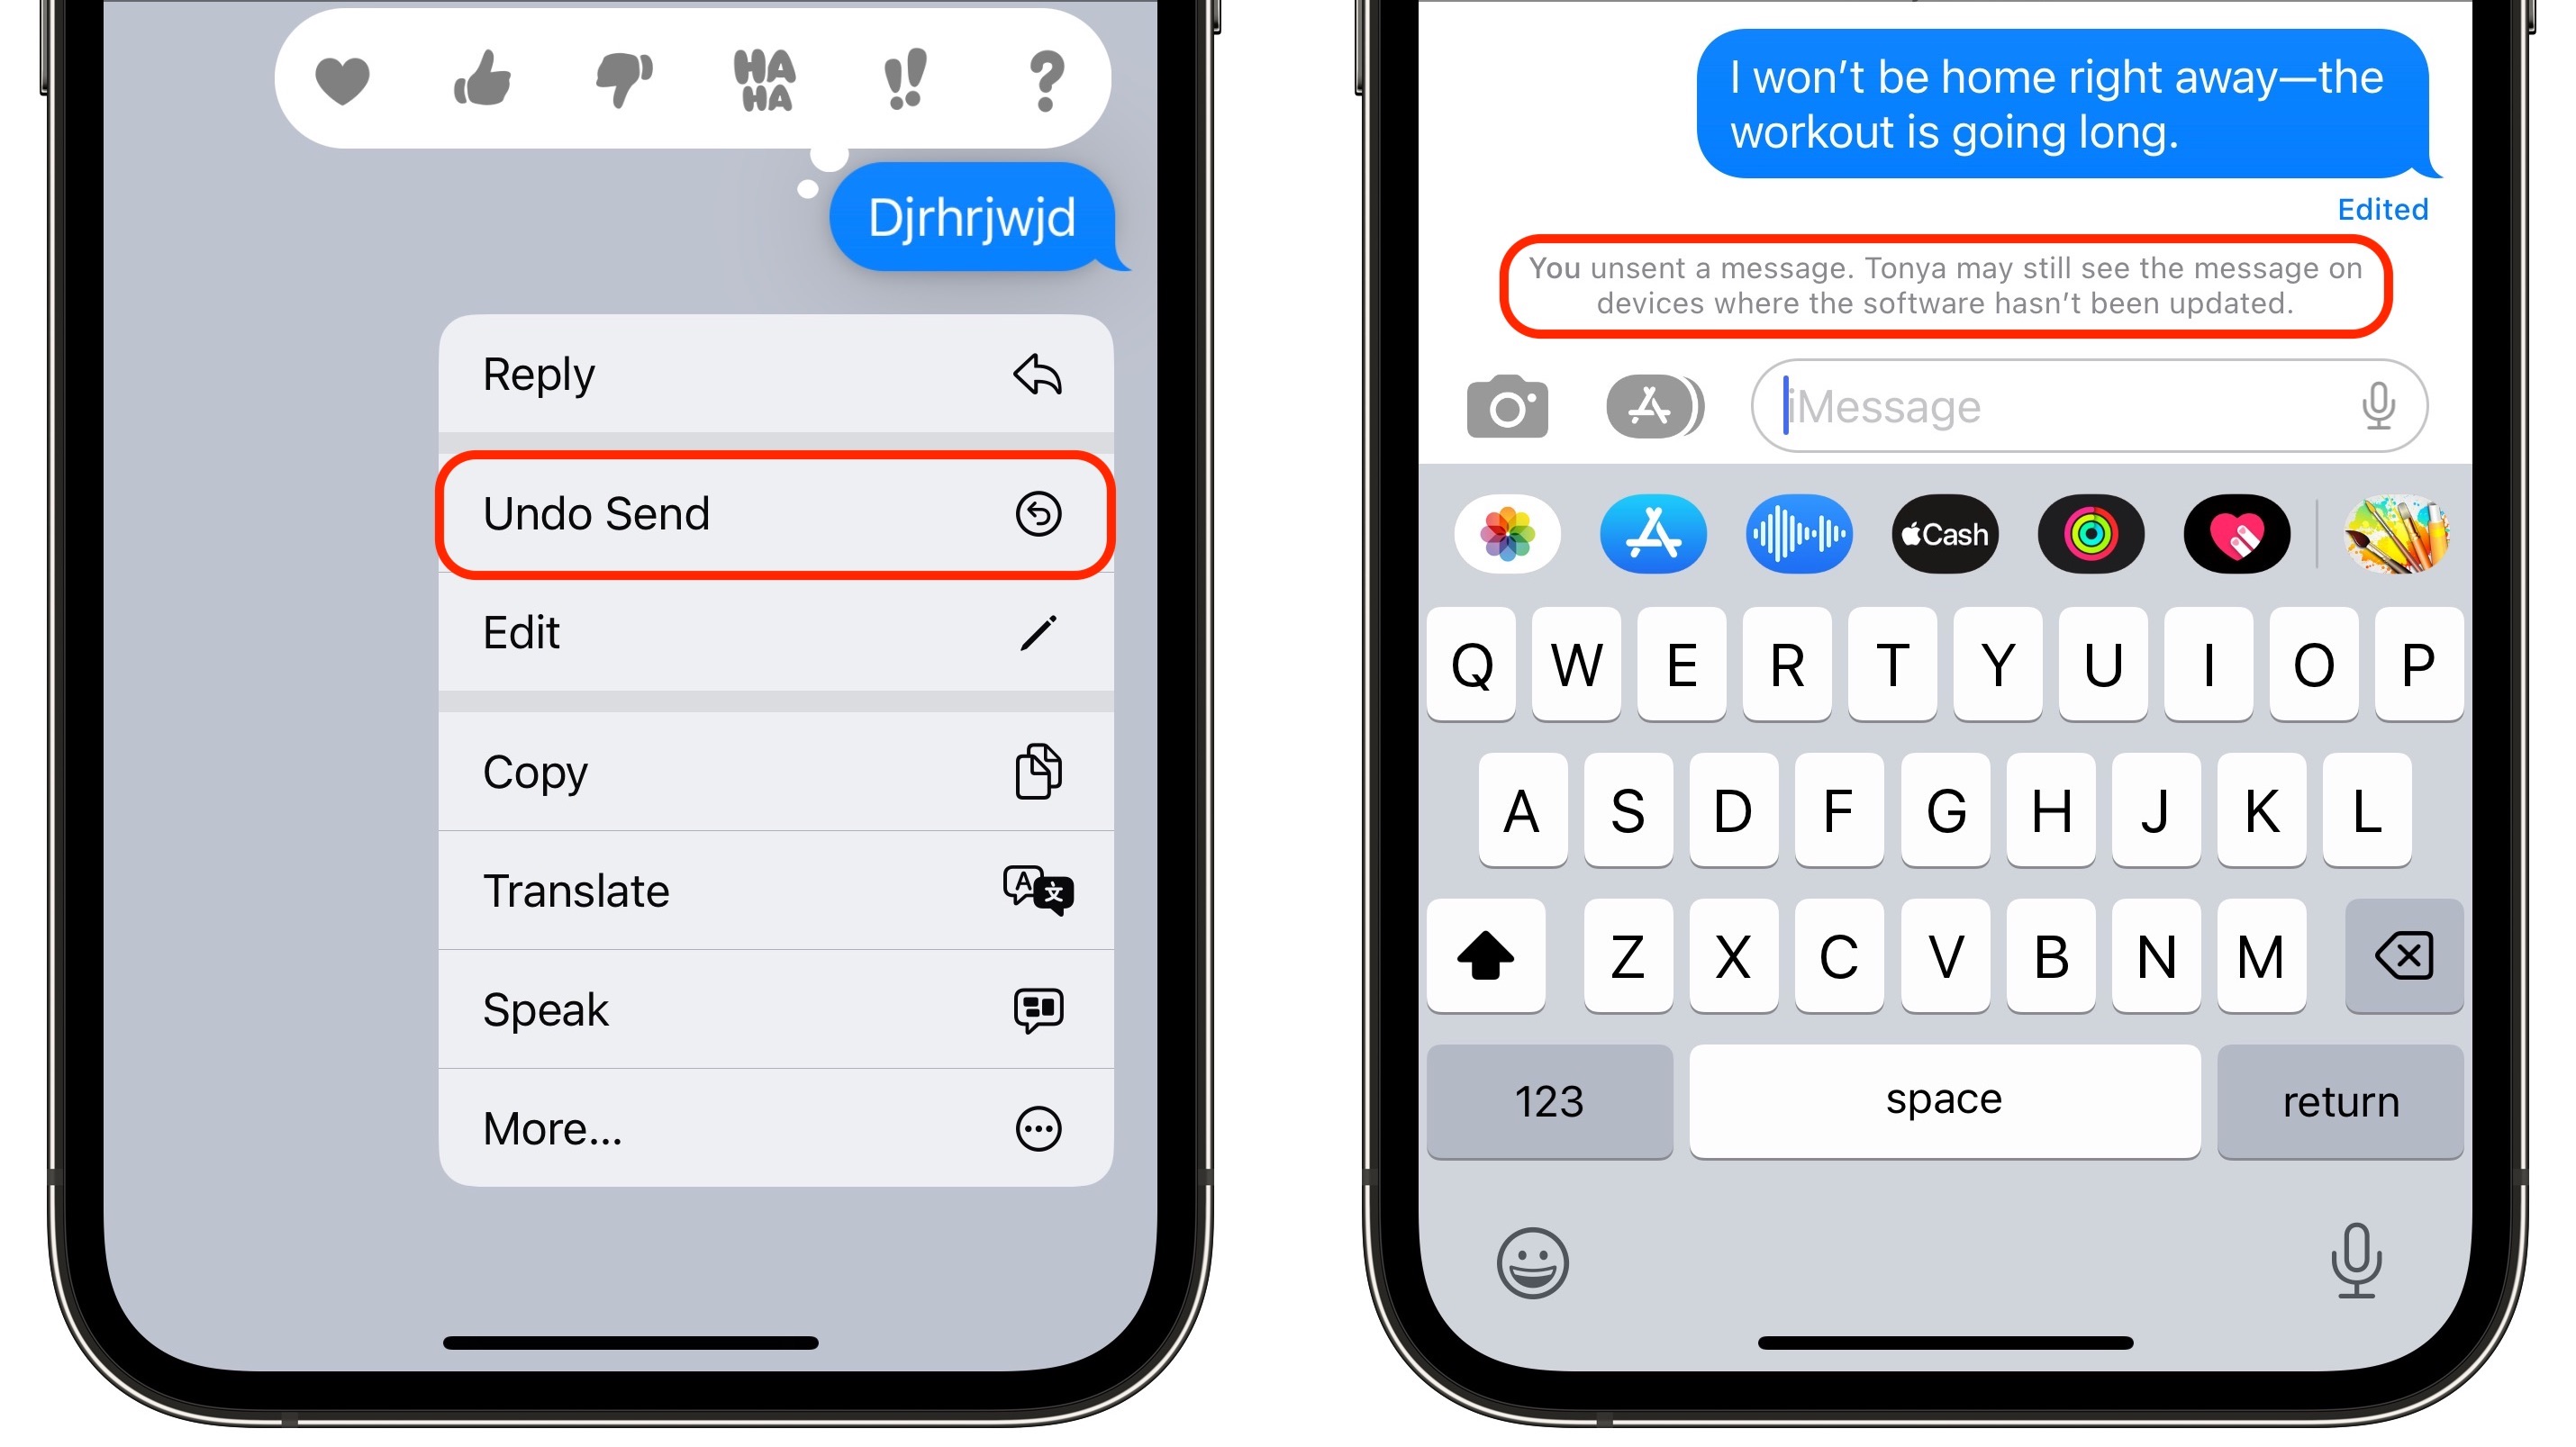 HA
HA
!!
?
Djrhrjwjd
Reply
Undo Send
Edit
Copy
Translate
A 文
Speak
More...
I won’t be home right away—the
workout is going long.
Edited
You unsent a message. Tonya may still see the message on
devices where the software hasn’t been updated.
iMessage
Cash
Q W E R T Y U I O P
A S D F G H J K L
Z X C V B N M
123 space return